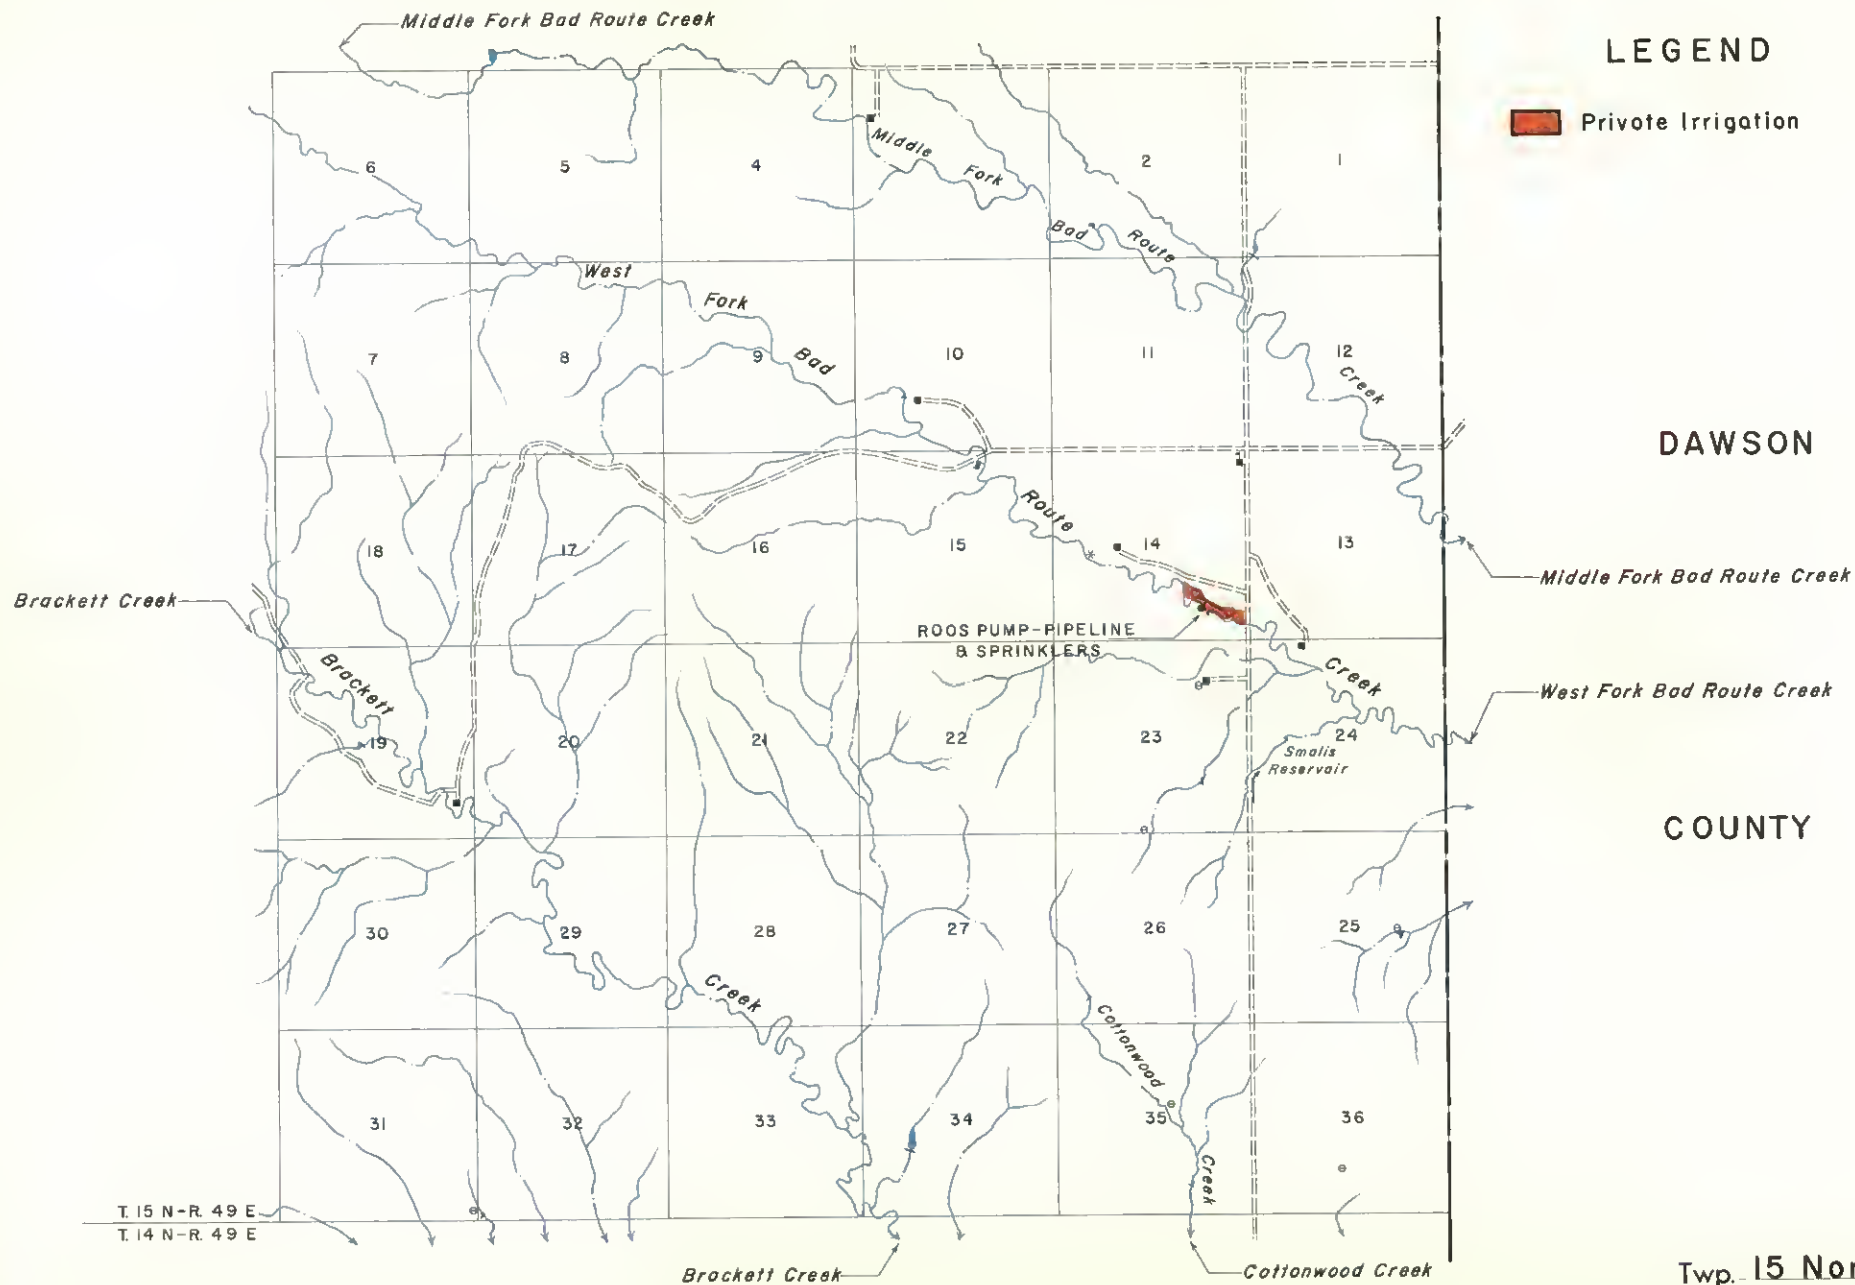 Middle Fork Bad Route Creek
LEGEND
Private Irrigation
6
5
4
Middle Fork
2
1
Bad Route
West Fork Bad
7
8
9
10
11
12
Creek
DAWSON
18
17
16
15
Route
14
13
Middle Fork Bad Route Creek
Brackett Creek
ROOS PUMP-PIPELINE
& SPRINKLERS
Creek
West Fork Bad Route Creek
Brackett
19
20
21
22
23
24
Smalis
Reservoir
COUNTY
30
29
28
27
26
25
Creek
Cottonwood
31
32
33
34
35
36
Creek
T. 15 N-R. 49 E
T. 14 N-R. 49 E
Brackett Creek
Cottonwood Creek
Twp. 15 Nor